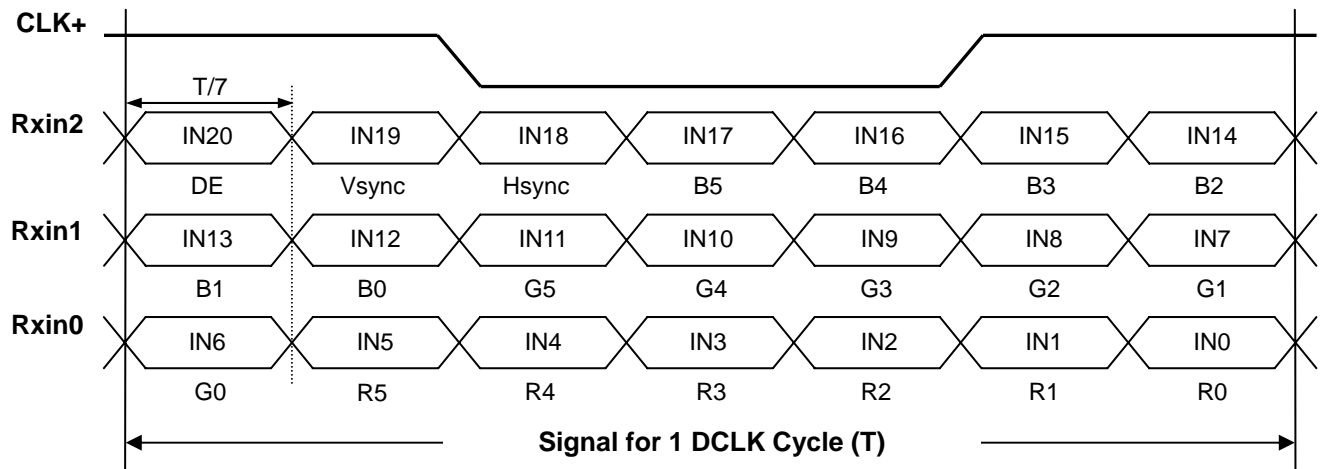 CLK+
T/7
Rxin2 IN20 IN19 IN18 IN17 IN16 IN15 IN14
DE Vsync Hsync B5 B4 B3 B2
Rxin1 IN13 IN12 IN11 IN10 IN9 IN8 IN7
B1 B0 G5 G4 G3 G2 G1
Rxin0 IN6 IN5 IN4 IN3 IN2 IN1 IN0
G0 R5 R4 R3 R2 R1 R0
Signal for 1 DCLK Cycle (T)